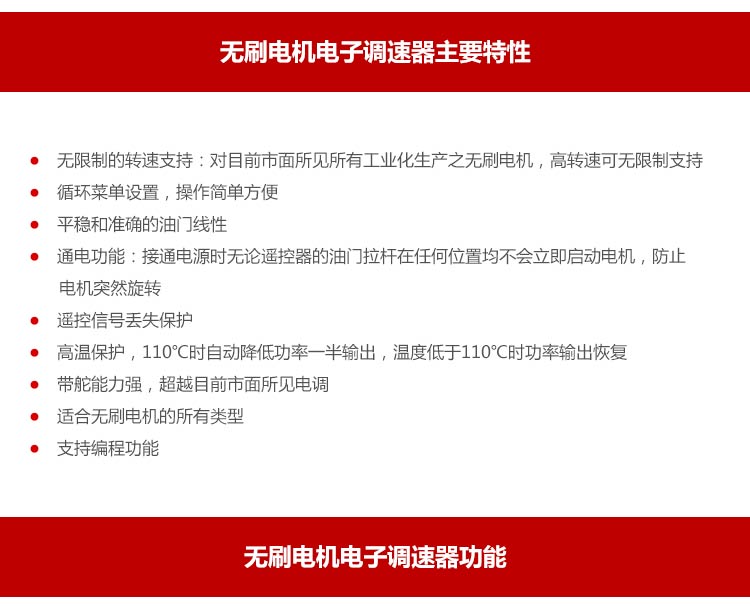 无刷电机电子调速器主要特性
无限制的转速支持：对目前市面所见所有工业化生产之无刷电机，高转速可无限制支持
循环菜单设置，操作简单方便
平稳和准确的油门线性
通电功能：接通电源时无论遥控器的油门拉杆在任何位置均不会立即启动电机，防止
电机突然旋转
遥控信号丢失保护
高温保护，110℃时自动降低功率一半输出，温度低于110℃时功率输出恢复
带舵能力强，超越目前市面所见电调
适合无刷电机的所有类型
支持编程功能
无刷电机电子调速器功能